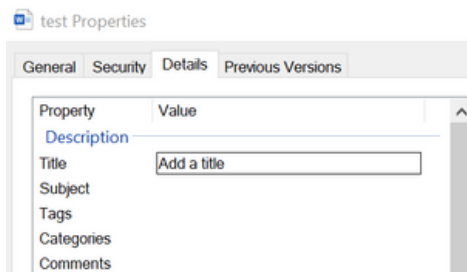 test Properties
General Security Details Previous Versions
Property Value
Description
Title Add a title
Subject
Tags
Categories
Comments